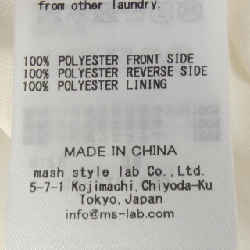 from other laundry.
100% POLYESTER FRONT SIDE
100% POLYESTER REVERSE SIDE
100% POLYESTER LINING
MADE IN CHINA
mash style lab Co., Ltd.
5-7-1 Kojimachi, Chiyoda-Ku
Tokyo, Japan
info@ms-lab.com